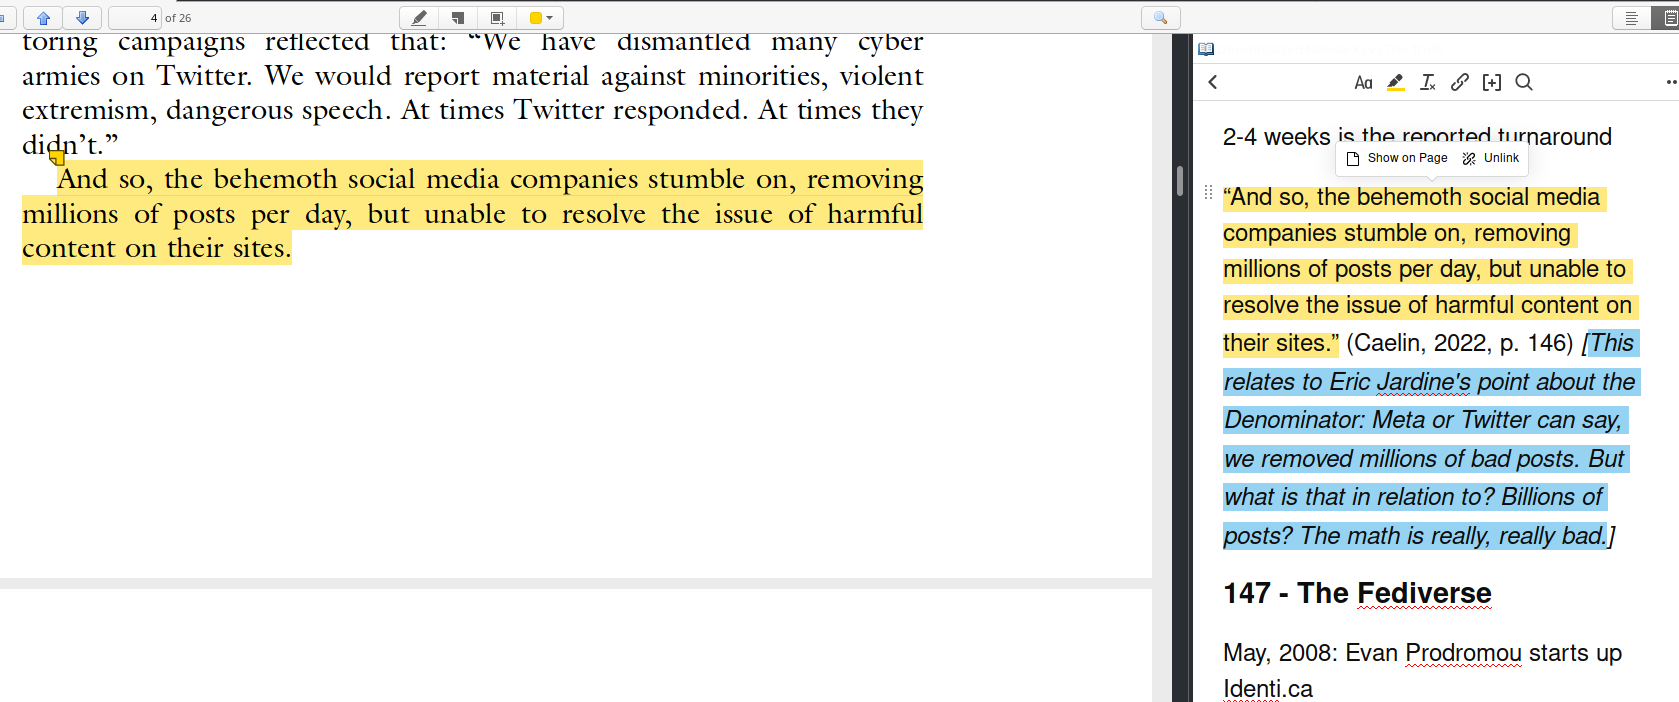 4 of 26
toring campaigns reflected that: “We have dismantled many cyber
armies on Twitter. We would report material against minorities, violent
extremism, dangerous speech. At times Twitter responded. At times they
didn’t.”
And so, the behemoth social media companies stumble on, removing
millions of posts per day, but unable to resolve the issue of harmful
content on their sites.
Aa
2-4 weeks is the reported turnaround
Show on Page Unlink
“And so, the behemoth social media
companies stumble on, removing
millions of posts per day, but unable to
resolve the issue of harmful content on
their sites.” (Caelin, 2022, p. 146) [This
relates to Eric Jardine's point about the
Denominator: Meta or Twitter can say,
we removed millions of bad posts. But
what is that in relation to? Billions of
posts? The math is really, really bad.]
147 - The Fediverse
May, 2008: Evan Prodromou starts up
Identi.ca